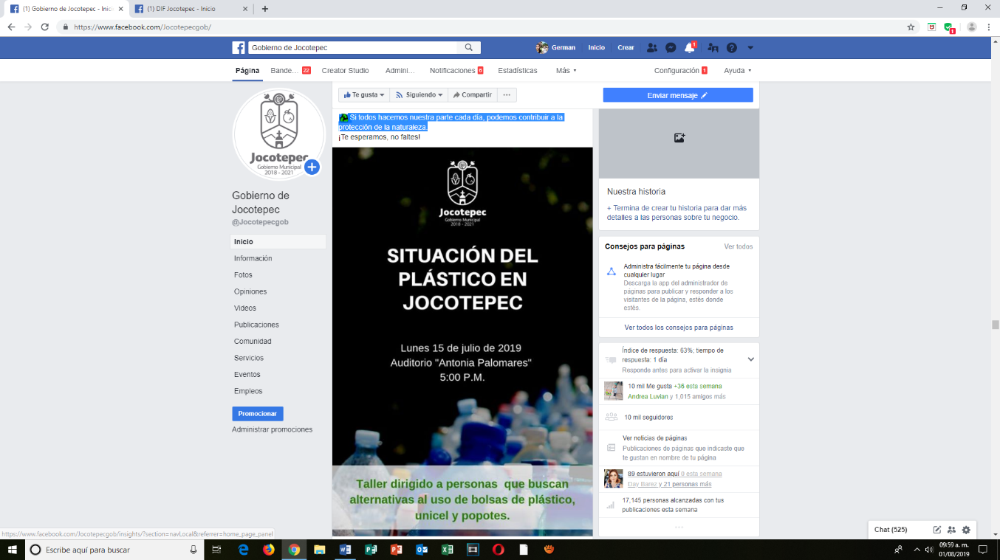 (1) Gobierno de Jocotepec - Inic
(1) DIF Jocotepec - Inicio
https://www.facebook.com/Jocotepecgob/
Gobierno de Jocotepec
German
Inicio
Crear
1
Página
Bande... 22
Creator Studio
Admini...
Notificaciones 6
Estadísticas
Más
Configuración 1
Ayuda
Jocotepec
Gobierno Municipal
2018 - 2021
Gobierno de
Jocotepec
@Jocotepecgob
Inicio
Información
Fotos
Opiniones
Videos
Publicaciones
Comunidad
Servicios
Eventos
Empleos
Promocionar
Administrar promociones
Te gusta
Siguiendo
Compartir
Enviar mensaje
Si todos hacemos nuestra parte cada día, podemos contribuir a la
protección de la naturaleza.
¡Te esperamos, no faltes!
Jocotepec
Gobierno Municipal
2018 - 2021
SITUACIÓN DEL
PLÁSTICO EN
JOCOTEPEC
Lunes 15 de julio de 2019
Auditorio "Antonia Palomares"
5:00 P.M.
Taller dirigido a personas que buscan
alternativas al uso de bolsas de plástico,
unicel y popotes.
Nuestra historia
+ Termina de crear tu historia para dar más
detalles a las personas sobre tu negocio.
Consejos para páginas
Ver todos
Administra fácilmente tu página desde
cualquier lugar
Descarga la app del administrador de
páginas para publicar y responder a los
visitantes de la página, estés donde
estés.
Ver todos los consejos para páginas
Índice de respuesta: 63%; tiempo de
respuesta: 1 día
Responde antes para activar la insignia
10 mil Me gusta +36 esta semana
Andrea Luvian y 1,015 amigos más
10 mil seguidores
Ver noticias de páginas
Publicaciones de páginas que indicaste que
te gustan en nombre de tu página
89 estuvieron aquí 0 esta semana
Day Barez y 21 personas más
17,145 personas alcanzadas con tus
publicaciones esta semana
Chat (525)
https://www.facebook.com/Jocotepecgob/insights/?section=navLocal&referrer=home_page_panel
Escribe aquí para buscar
09:59 a. m.
01/08/2019